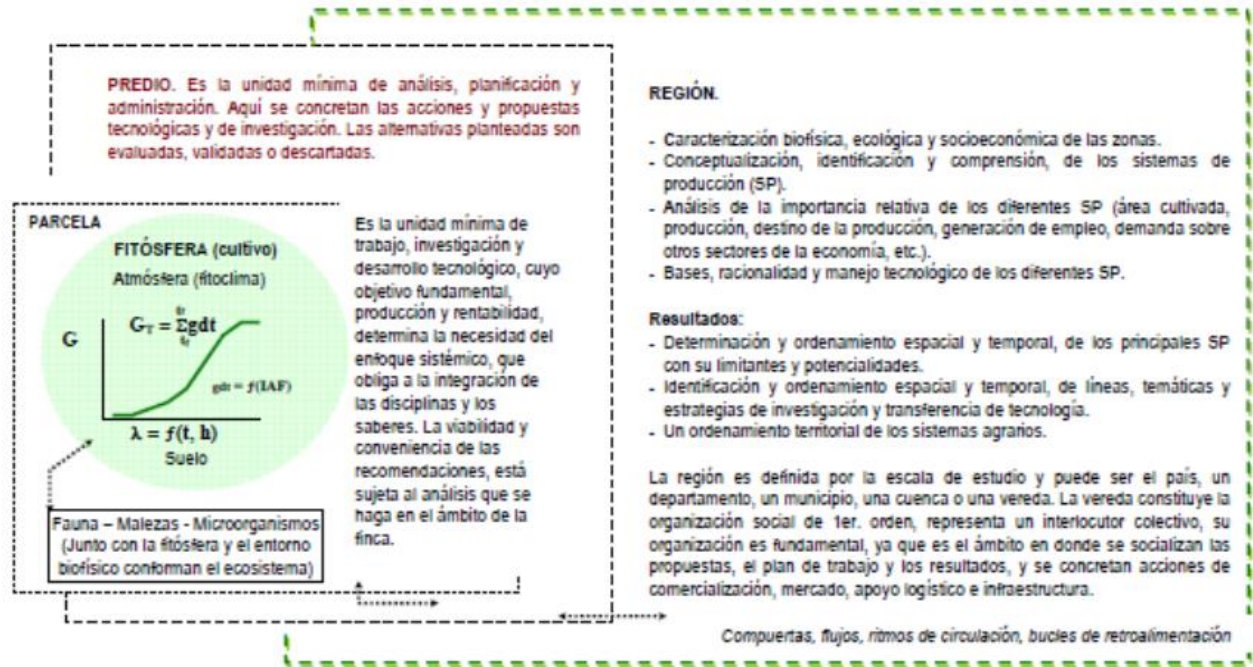 PREDIO. Es la unidad mínima de análisis, planificación y
administración. Aquí se concretan las acciones y propuestas
tecnológicas y de investigación. Las alternativas planteadas son
evaluadas, validadas o descartadas.
PARCELA
FITÓSFERA (cultivo)
Atmósfera (fitoclima)
G
G_T = Σgdt
gdt = f(IAF)
λ = f(t, h)
Suelo
Fauna – Malezas - Microorganismos
(Junto con la fitósfera y el entorno
biofísico conforman el ecosistema)
Es la unidad mínima de
trabajo, investigación y
desarrollo tecnológico, cuyo
objetivo fundamental,
producción y rentabilidad,
determina la necesidad del
enfoque sistémico, que
obliga a la integración de
las disciplinas y los
saberes. La viabilidad y
conveniencia de las
recomendaciones, está
sujeta al análisis que se
haga en el ámbito de la
finca.
REGIÓN.
- Caracterización biofísica, ecológica y socioeconómica de las zonas.
- Conceptualización, identificación y comprensión, de los sistemas de
producción (SP).
- Análisis de la importancia relativa de los diferentes SP (área cultivada,
producción, destino de la producción, generación de empleo, demanda sobre
otros sectores de la economía, etc.).
- Bases, racionalidad y manejo tecnológico de los diferentes SP.
Resultados:
- Determinación y ordenamiento espacial y temporal, de los principales SP
con su limitantes y potencialidades.
- Identificación y ordenamiento espacial y temporal, de líneas, temáticas y
estrategias de investigación y transferencia de tecnología.
- Un ordenamiento territorial de los sistemas agrarios.
La región es definida por la escala de estudio y puede ser el país, un
departamento, un municipio, una cuenca o una vereda. La vereda constituye la
organización social de 1er. orden, representa un interlocutor colectivo, su
organización es fundamental, ya que es el ámbito en donde se socializan las
propuestas, el plan de trabajo y los resultados, y se concretan acciones de
comercialización, mercado, apoyo logístico e infraestructura.
Compuertas, flujos, ritmos de circulación, bucles de retroalimentación